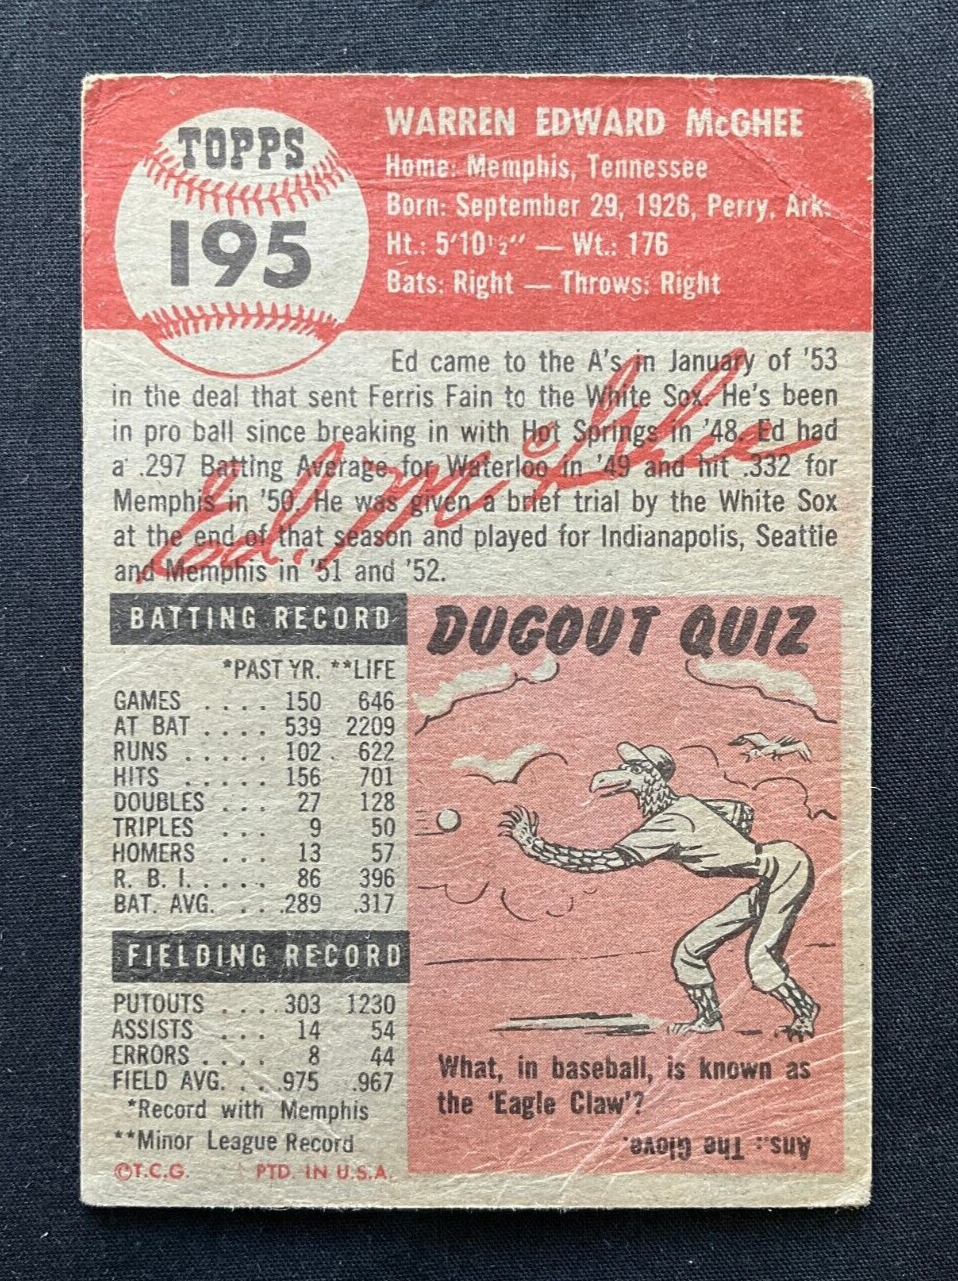 TOPPS
195
WARREN EDWARD McGHEE
Home: Memphis, Tennessee
Born: September 29, 1926, Perry, Ark.
Ht.: 5'10½" — Wt.: 176
Bats: Right — Throws: Right
Ed came to the A's in January of '53
in the deal that sent Ferris Fain to the White Sox. He's been
in pro ball since breaking in with Hot Springs in '48. Ed had
a .297 Batting Average for Waterloo in '49 and hit .332 for
Memphis in '50. He was given a brief trial by the White Sox
at the end of that season and played for Indianapolis, Seattle
and Memphis in '51 and '52.
Ed. McGhee
BATTING RECORD
*PAST YR. **LIFE
GAMES .... 150 646
AT BAT .... 539 2209
RUNS ..... 102 622
HITS ..... 156 701
DOUBLES ... 27 128
TRIPLES ... 9 50
HOMERS .... 13 57
R. B. I. .... 86 396
BAT. AVG. ... .289 .317
FIELDING RECORD
PUTOUTS .... 303 1230
ASSISTS .... 14 54
ERRORS .... 8 44
FIELD AVG. ... .975 .967
*Record with Memphis
**Minor League Record
©T.C.G. PTD. IN U.S.A.
DUGOUT QUIZ
What, in baseball, is known as
the 'Eagle Claw'?
Ans.: The Glove.